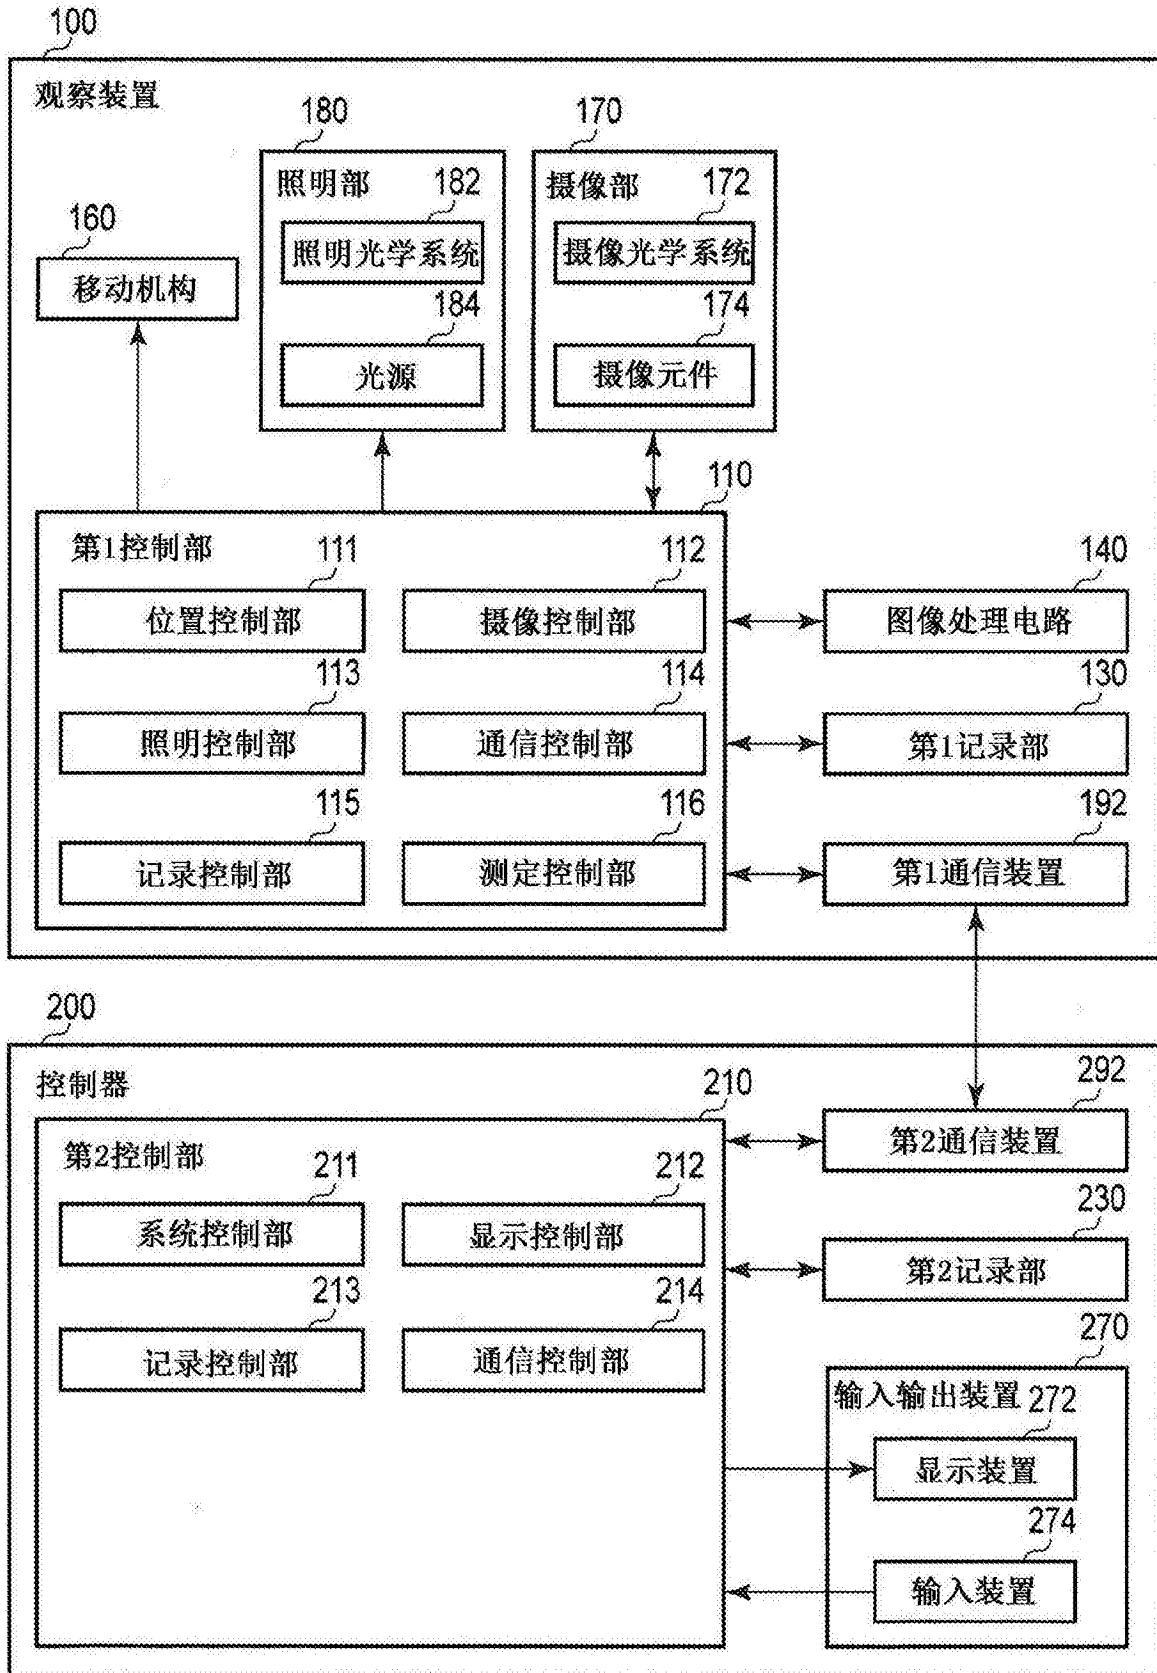 100
观察装置
180
照明部
182
照明光学系统
184
光源
170
摄像部
172
摄像光学系统
174
摄像元件
160
移动机构
110
第1控制部
111
位置控制部
112
摄像控制部
113
照明控制部
114
通信控制部
115
记录控制部
116
测定控制部
140
图像处理电路
130
第1记录部
192
第1通信装置
200
控制器
210
第2控制部
211
系统控制部
212
显示控制部
213
记录控制部
214
通信控制部
292
第2通信装置
230
第2记录部
270
输入输出装置
272
显示装置
274
输入装置